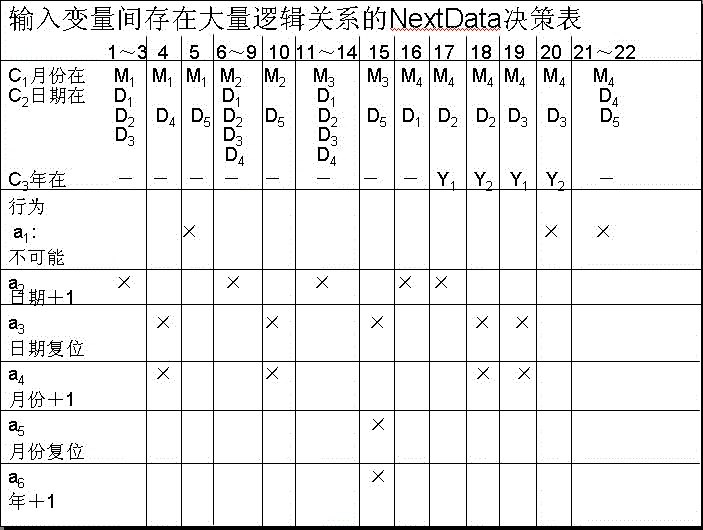 输入变量间存在大量逻辑关系的NextData决策表
1～3 4 5 6～9 10 11～14 15 16 17 18 19 20 21～22
C1月份在 M1 M1 M1 M2 M2 M3 M3 M4 M4 M4 M4 M4 M4
C2日期在 D1 D1 D1 D4
D2 D4 D5 D2 D5 D2 D5 D1 D2 D2 D3 D3 D5
D3 D3 D3
D4 D4
C3年在 － － － － － － － － Y1 Y2 Y1 Y2 －
行为
a1: × × ×
不可能
a2 × × × × ×
日期＋1
a3 × × × × ×
日期复位
a4 × × × ×
月份＋1
a5 ×
月份复位
a6 ×
年＋1